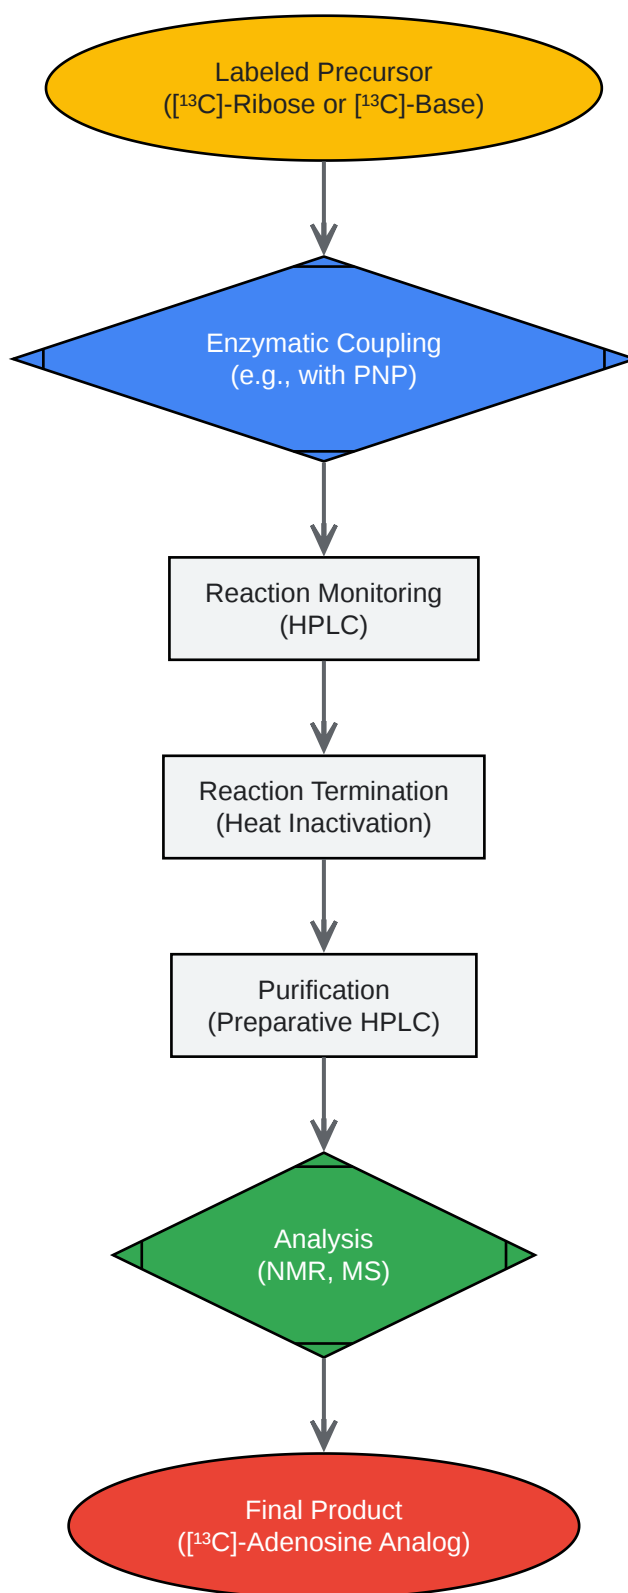 Labeled Precursor
([¹³C]-Ribose or [¹³C]-Base)
Enzymatic Coupling
(e.g., with PNP)
Reaction Monitoring
(HPLC)
Reaction Termination
(Heat Inactivation)
Purification
(Preparative HPLC)
Analysis
(NMR, MS)
Final Product
([¹³C]-Adenosine Analog)